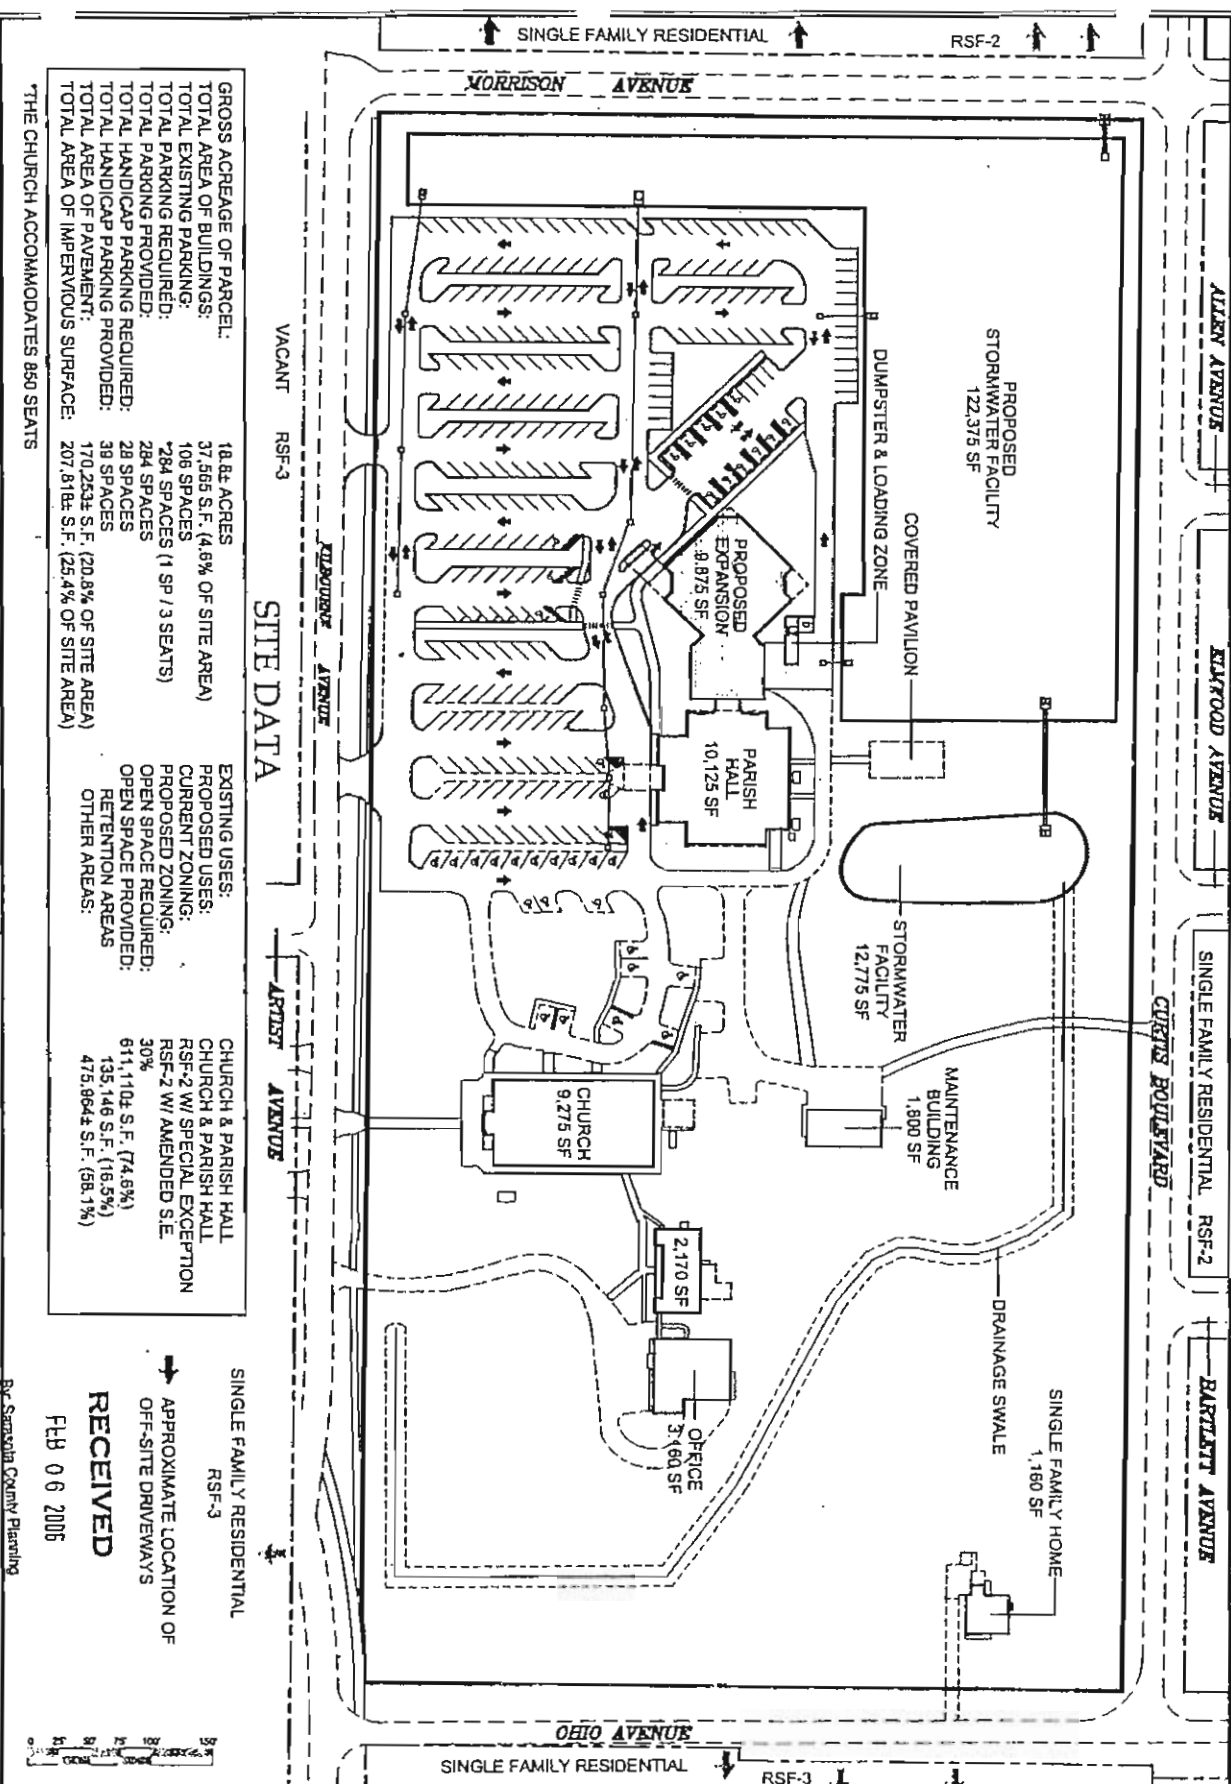 SINGLE FAMILY RESIDENTIAL
RSF-2
MORRISON AVENUE
ALLEN AVENUE
ELMWOOD AVENUE
SINGLE FAMILY RESIDENTIAL RSF-2
CURTIS BOULEVARD
BARTLETT AVENUE
PROPOSED
STORMWATER FACILITY
122,375 SF
DUMPSTER & LOADING ZONE
COVERED PAVILION
PROPOSED
EXPANSION
9,875 SF
PARISH
HALL
10,125 SF
STORMWATER
FACILITY
12,775 SF
MAINTENANCE
BUILDING
1,800 SF
CHURCH
9,275 SF
2,170 SF
OFFICE
3,160 SF
DRAINAGE SWALE
SINGLE FAMILY HOME
1,160 SF
OHIO AVENUE
SINGLE FAMILY RESIDENTIAL
RSF-3
VACANT RSF-3
KILBOURNE AVENUE
ARTIST AVENUE
SITE DATA
GROSS ACREAGE OF PARCEL: 18.8± ACRES
TOTAL AREA OF BUILDINGS: 37,565 S.F. (4.6% OF SITE AREA)
TOTAL EXISTING PARKING: 106 SPACES
TOTAL PARKING REQUIRED: *284 SPACES (1 SP / 3 SEATS)
TOTAL PARKING PROVIDED: 284 SPACES
TOTAL HANDICAP PARKING REQUIRED: 28 SPACES
TOTAL HANDICAP PARKING PROVIDED: 39 SPACES
TOTAL AREA OF PAVEMENT: 170,253± S.F. (20.8% OF SITE AREA)
TOTAL AREA OF IMPERVIOUS SURFACE: 207,818± S.F. (25.4% OF SITE AREA)
EXISTING USES: CHURCH & PARISH HALL
PROPOSED USES: CHURCH & PARISH HALL
CURRENT ZONING: RSF-2 W/ SPECIAL EXCEPTION
PROPOSED ZONING: RSF-2 W/ AMENDED S.E.
OPEN SPACE REQUIRED: 30%
OPEN SPACE PROVIDED: 611,110± S.F. (74.6%)
RETENTION AREAS 135,146 S.F. (16.5%)
OTHER AREAS: 475,964± S.F. (58.1%)
*THE CHURCH ACCOMMODATES 850 SEATS
SINGLE FAMILY RESIDENTIAL
RSF-3
APPROXIMATE LOCATION OF
OFF-SITE DRIVEWAYS
RECEIVED
FEB 06 2006
By: Sarasota County Planning
0 25 50 75 100' 150'